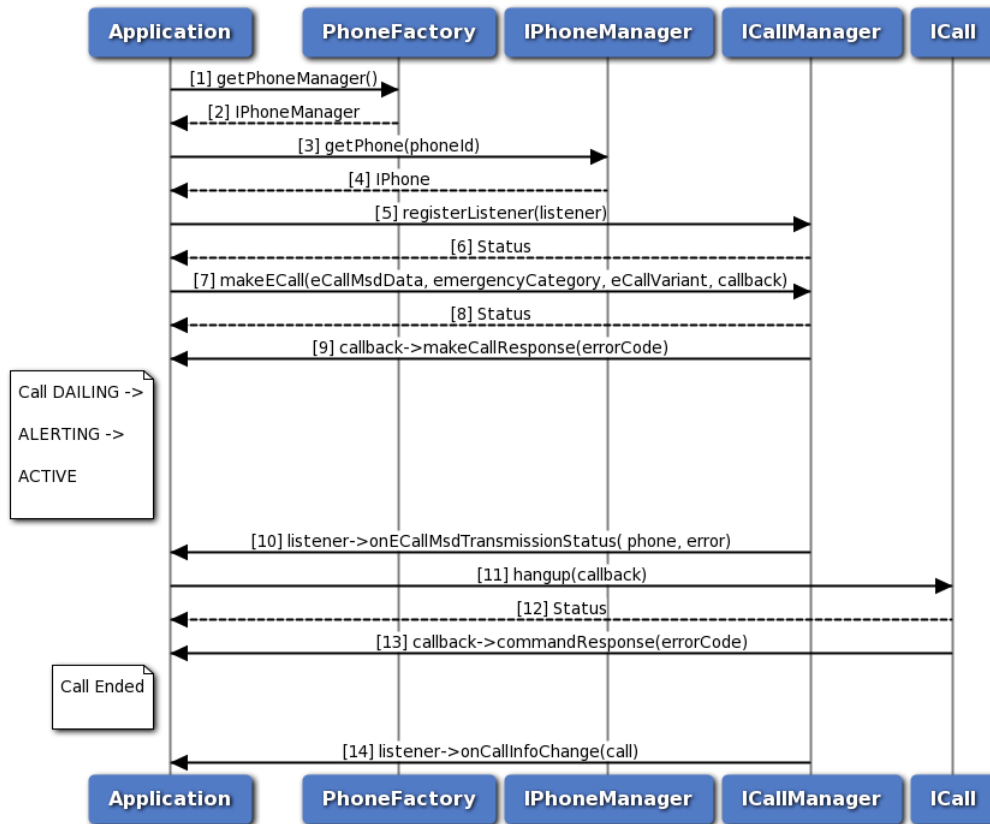 Application PhoneFactory IPhoneManager ICallManager ICall
[1] getPhoneManager()
[2] IPhoneManager
[3] getPhone(phoneId)
[4] IPhone
[5] registerListener(listener)
[6] Status
[7] makeECall(eCallMsdData, emergencyCategory, eCallVariant, callback)
[8] Status
[9] callback->makeCallResponse(errorCode)
Call DAILING ->
ALERTING ->
ACTIVE
[10] listener->onECallMsdTransmissionStatus( phone, error)
[11] hangup(callback)
[12] Status
[13] callback->commandResponse(errorCode)
Call Ended
[14] listener->onCallInfoChange(call)
Application PhoneFactory IPhoneManager ICallManager ICall